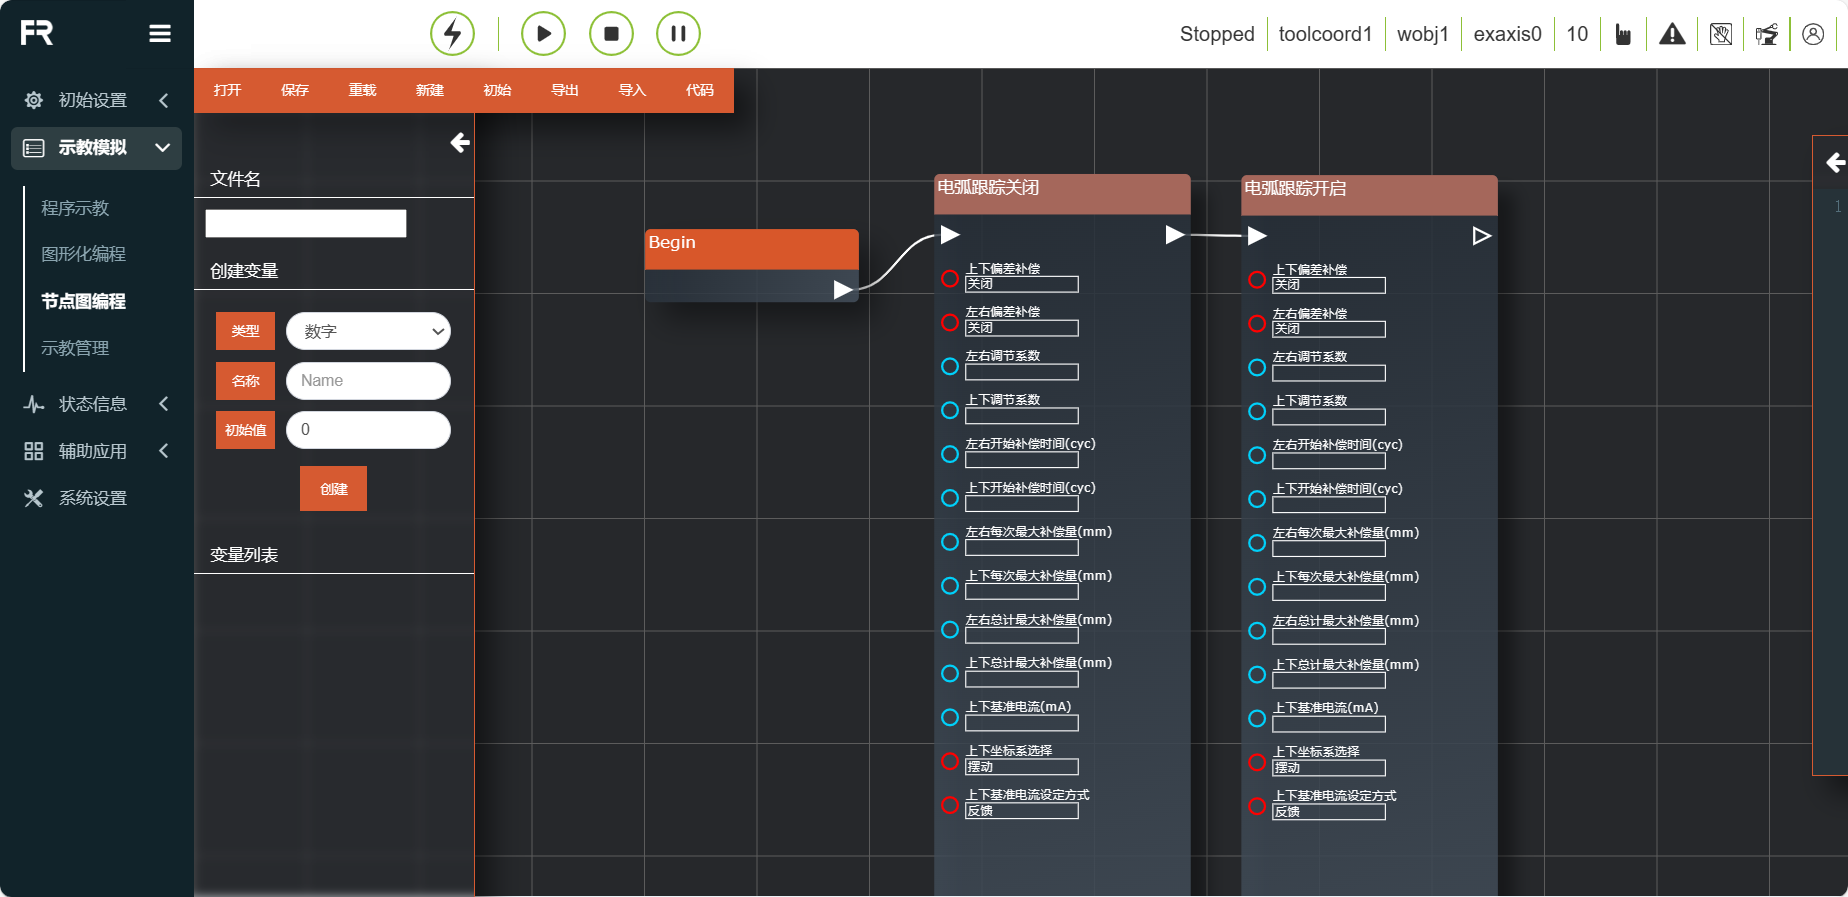 FR
Stopped
toolcoord1
wobj1
exaxis0
10
初始设置
示教模拟
程序示教
图形化编程
节点图编程
示教管理
状态信息
辅助应用
系统设置
打开
保存
重载
新建
初始
导出
导入
代码
文件名
创建变量
类型
数字
名称
Name
初始值
0
创建
变量列表
Begin
电弧跟踪关闭
上下偏差补偿
关闭
左右偏差补偿
关闭
左右调节系数
上下调节系数
左右开始补偿时间(cyc)
上下开始补偿时间(cyc)
左右每次最大补偿量(mm)
上下每次最大补偿量(mm)
左右总计最大补偿量(mm)
上下总计最大补偿量(mm)
上下基准电流(mA)
上下坐标系选择
摆动
上下基准电流设定方式
反馈
电弧跟踪开启
上下偏差补偿
关闭
左右偏差补偿
关闭
左右调节系数
上下调节系数
左右开始补偿时间(cyc)
上下开始补偿时间(cyc)
左右每次最大补偿量(mm)
上下每次最大补偿量(mm)
左右总计最大补偿量(mm)
上下总计最大补偿量(mm)
上下基准电流(mA)
上下坐标系选择
摆动
上下基准电流设定方式
反馈
1